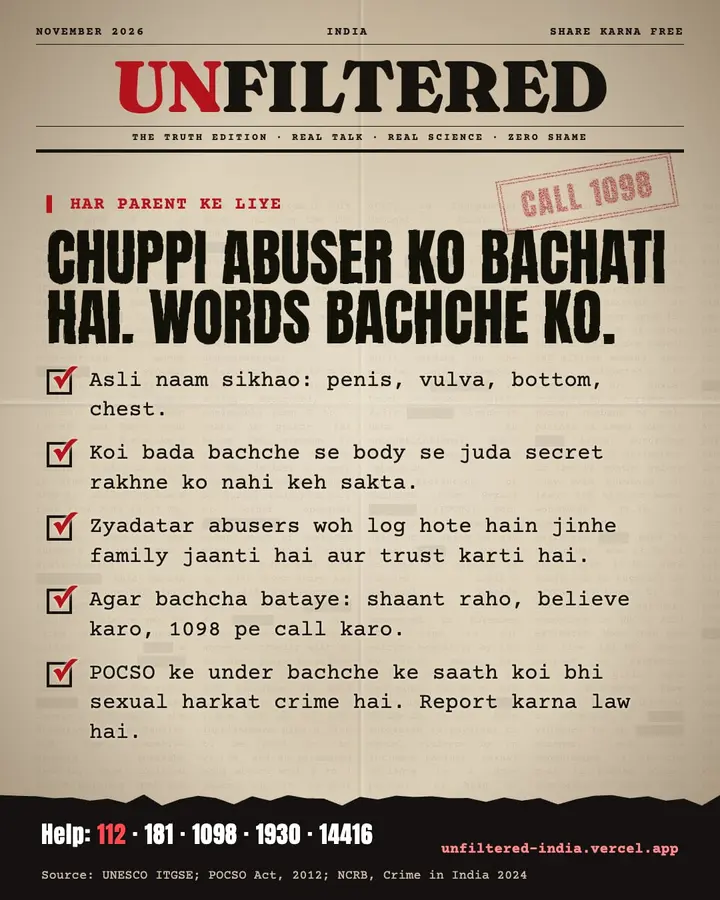 NOVEMBER 2026 INDIA SHARE KARNA FREE
UNFILTERED
THE TRUTH EDITION · REAL TALK · REAL SCIENCE · ZERO SHAME
CALL 1098
HAR PARENT KE LIYE
CHUPPI ABUSER KO BACHATI
HAI. WORDS BACHCHE KO.
Asli naam sikhao: penis, vulva, bottom,
chest.
Koi bada bachche se body se juda secret
rakhne ko nahi keh sakta.
Zyadatar abusers woh log hote hain jinhe
family jaanti hai aur trust karti hai.
Agar bachcha bataye: shaant raho, believe
karo, 1098 pe call karo.
POCSO ke under bachche ke saath koi bhi
sexual harkat crime hai. Report karna law
hai.
Help: 112 · 181 · 1098 · 1930 · 14416
unfiltered-india.vercel.app
Source: UNESCO ITGSE; POCSO Act, 2012; NCRB, Crime in India 2024